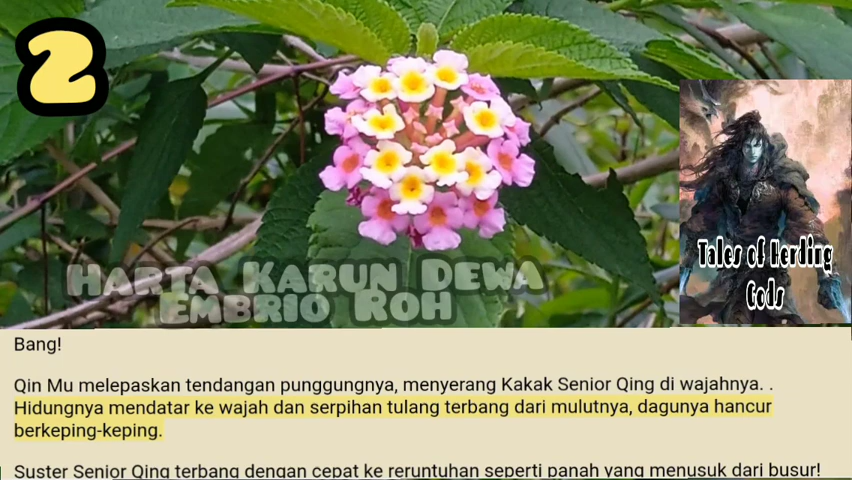 2
Tales of Herding
Gods
Harta Karun Dewa
Embrio Roh
Bang!
Qin Mu melepaskan tendangan punggungnya, menyerang Kakak Senior Qing di wajahnya. .
Hidungnya mendatar ke wajah dan serpihan tulang terbang dari mulutnya, dagunya hancur
berkeping-keping.
Suster Senior Qing terbang dengan cepat ke reruntuhan seperti panah yang menusuk dari busur!